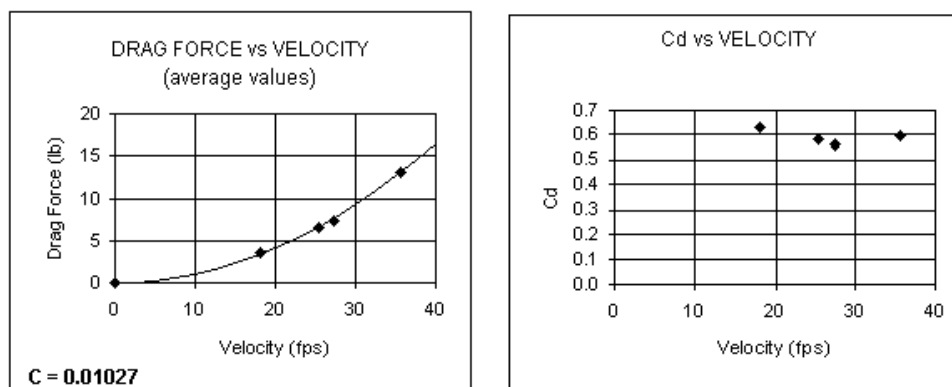 DRAG FORCE vs VELOCITY
(average values)
20
15
10
5
0
Drag Force (lb)
0 10 20 30 40
Velocity (fps)
C = 0.01027
Cd vs VELOCITY
0.7
0.6
0.5
0.4
0.3
0.2
0.1
0.0
Cd
0 10 20 30 40
Velocity (fps)